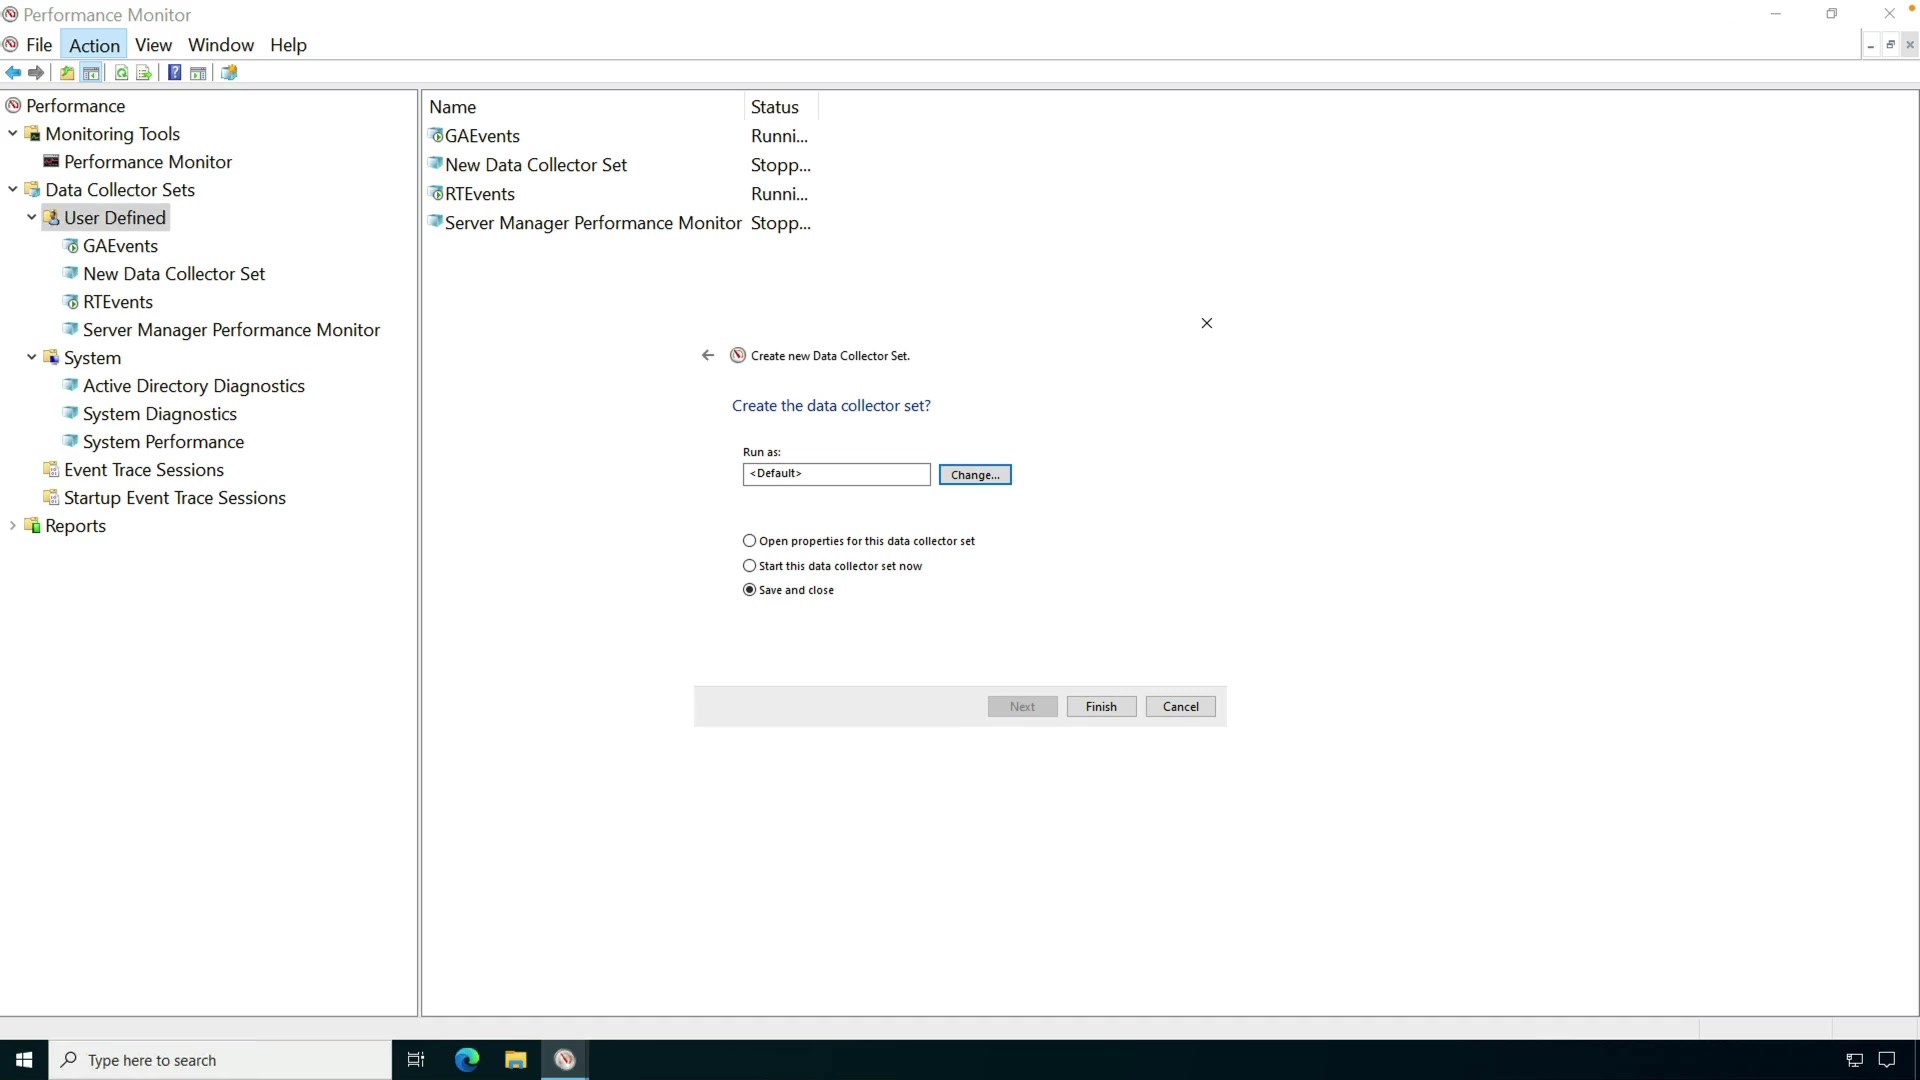 Performance Monitor
File Action View Window Help
Performance
Monitoring Tools
Performance Monitor
Data Collector Sets
User Defined
GAEvents
New Data Collector Set
RTEvents
Server Manager Performance Monitor
System
Active Directory Diagnostics
System Diagnostics
System Performance
Event Trace Sessions
Startup Event Trace Sessions
Reports
Name Status
GAEvents Runni...
New Data Collector Set Stopp...
RTEvents Runni...
Server Manager Performance Monitor Stopp...
Create new Data Collector Set.
Create the data collector set?
Run as:
<Default> Change...
Open properties for this data collector set
Start this data collector set now
Save and close
Next Finish Cancel
Type here to search